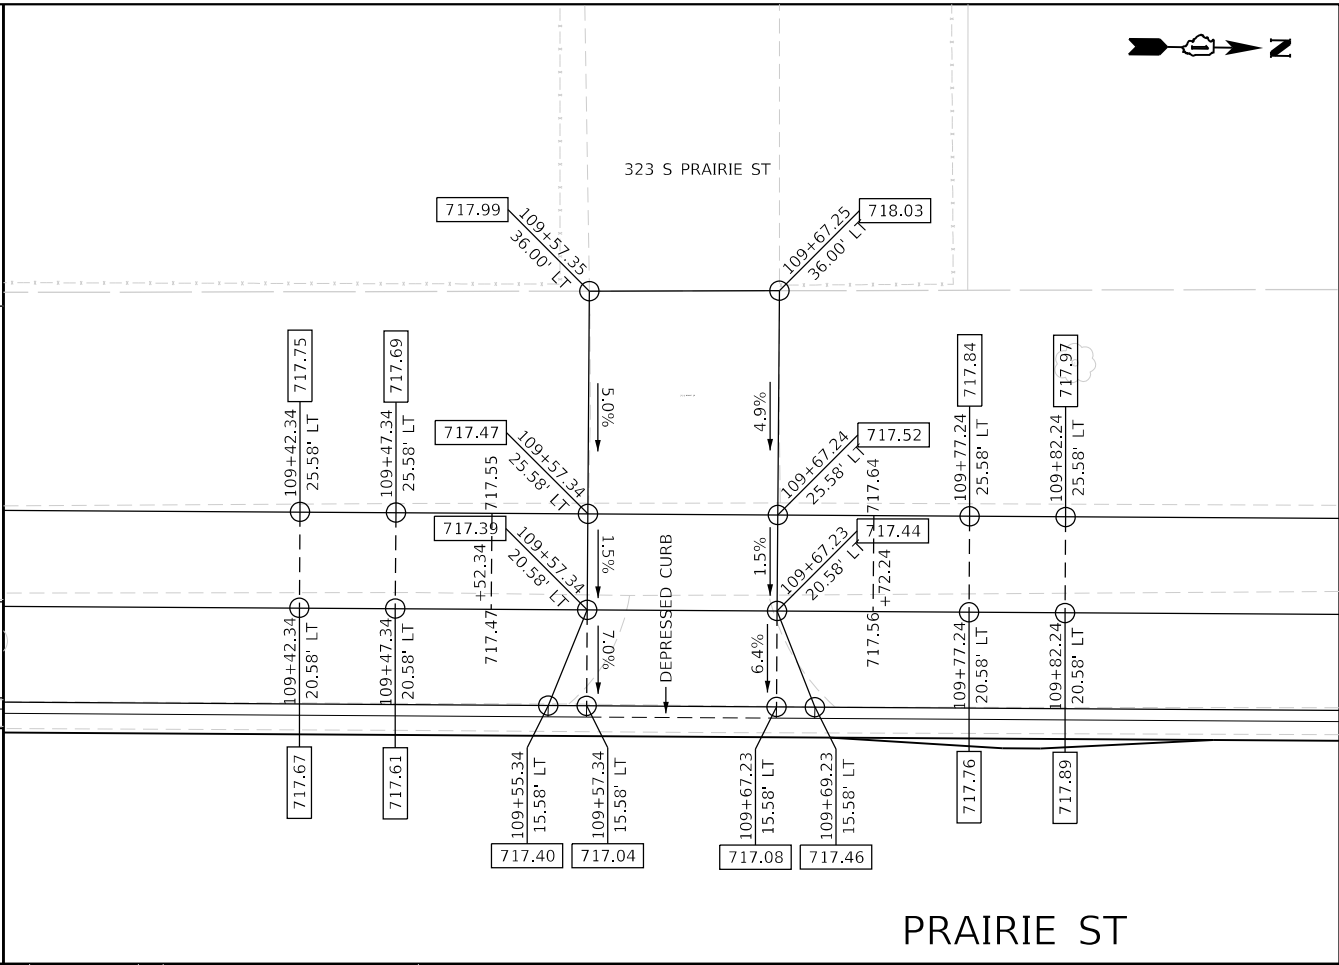 N
323 S PRAIRIE ST
717.99
109+57.35
36.00' LT
718.03
109+67.25
36.00' LT
717.75
109+42.34
25.58' LT
717.69
109+47.34
25.58' LT
5.0%
4.9%
717.84
109+77.24
25.58' LT
717.97
109+82.24
25.58' LT
717.47
109+57.34
25.58' LT
717.52
109+67.24
25.58' LT
717.55
+52.34
717.47
717.64
+72.24
717.56
717.39
109+57.34
20.58' LT
717.44
109+67.23
20.58' LT
1.5%
1.5%
DEPRESSED CURB
7.0%
6.4%
109+42.34
20.58' LT
717.67
109+47.34
20.58' LT
717.61
109+77.24
20.58' LT
717.76
109+82.24
20.58' LT
717.89
109+55.34
15.58' LT
717.40
109+57.34
15.58' LT
717.04
109+67.23
15.58' LT
717.08
109+69.23
15.58' LT
717.46
PRAIRIE ST